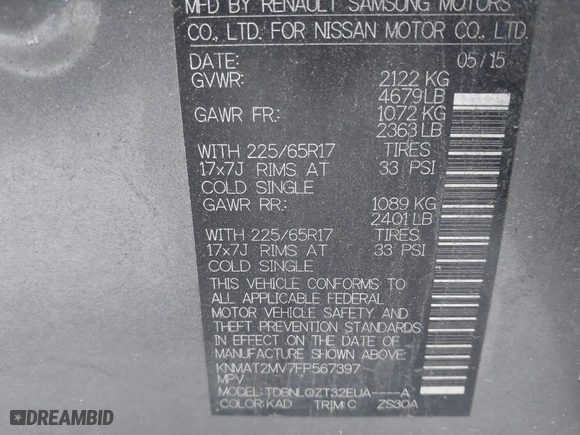 MFD BY RENAULT SAMSUNG MOTORS
CO., LTD. FOR NISSAN MOTOR CO., LTD.
DATE: 05/15
GVWR: 2122 KG
4679LB
GAWR FR.: 1072 KG
2363 LB
WITH 225/65R17 TIRES
17x7J RIMS AT 33 PSI
COLD SINGLE
GAWR RR.: 1089 KG
2401 LB
WITH 225/65R17 TIRES
17x7J RIMS AT 33 PSI
COLD SINGLE
THIS VEHICLE CONFORMS TO
ALL APPLICABLE FEDERAL
MOTOR VEHICLE SAFETY AND
THEFT PREVENTION STANDARDS
IN EFFECT ON THE DATE OF
MANUFACTURE SHOWN ABOVE.
KNMAT2MV7FP567397
MPV
MODEL:TDBNLQZT32EUA----A
COLOR:KAD TRIM:C ZS30A
DEALERS CLUB